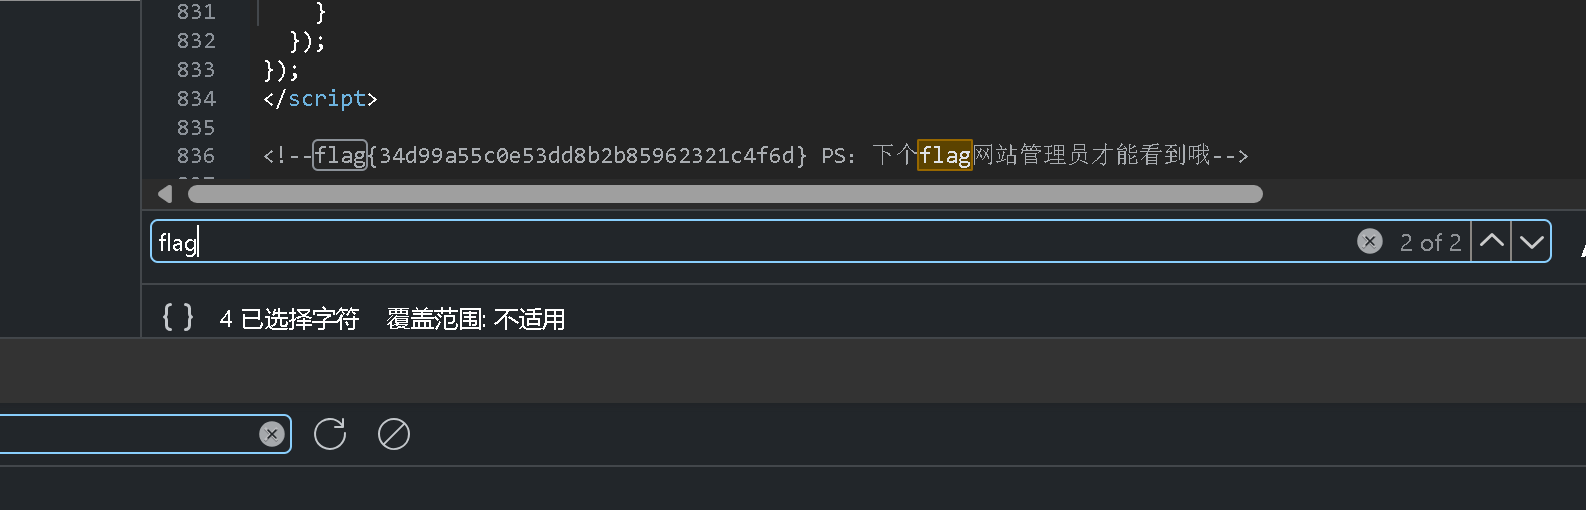 831 }
832 });
833 });
834 </script>
835
836 <!--flag{34d99a55c0e53dd8b2b85962321c4f6d} PS: 下个flag网站管理员才能看到哦-->
flag 2 of 2
{ } 4 已选择字符 覆盖范围: 不适用